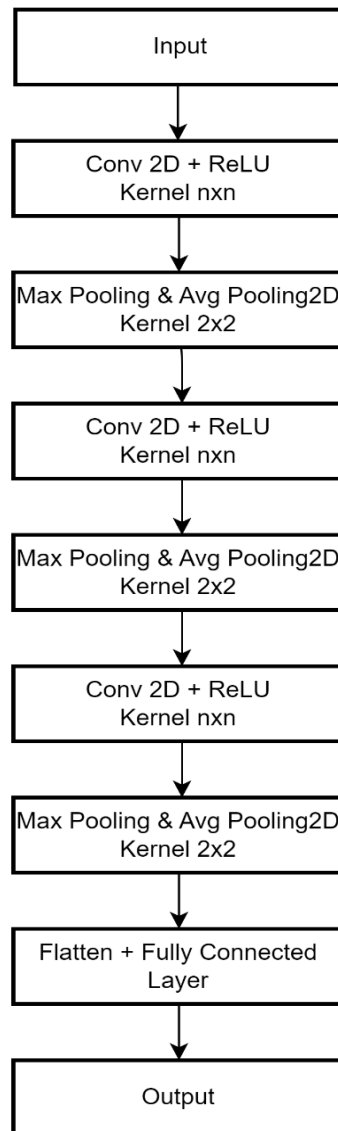 Input
Conv 2D + ReLU
Kernel nxn
Max Pooling & Avg Pooling2D
Kernel 2x2
Conv 2D + ReLU
Kernel nxn
Max Pooling & Avg Pooling2D
Kernel 2x2
Conv 2D + ReLU
Kernel nxn
Max Pooling & Avg Pooling2D
Kernel 2x2
Flatten + Fully Connected
Layer
Output